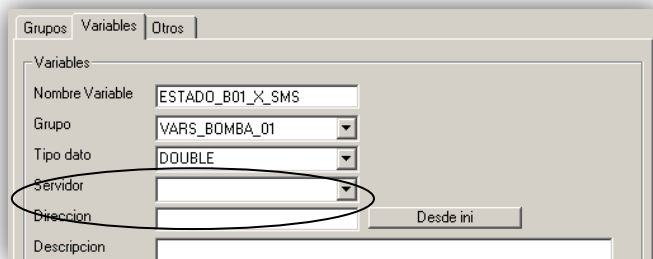 Grupos Variables Otros
Variables
Nombre Variable ESTADO_B01_X_SMS
Grupo VARS_BOMBA_01
Tipo dato DOUBLE
Servidor
Direccion Desde ini
Descripcion